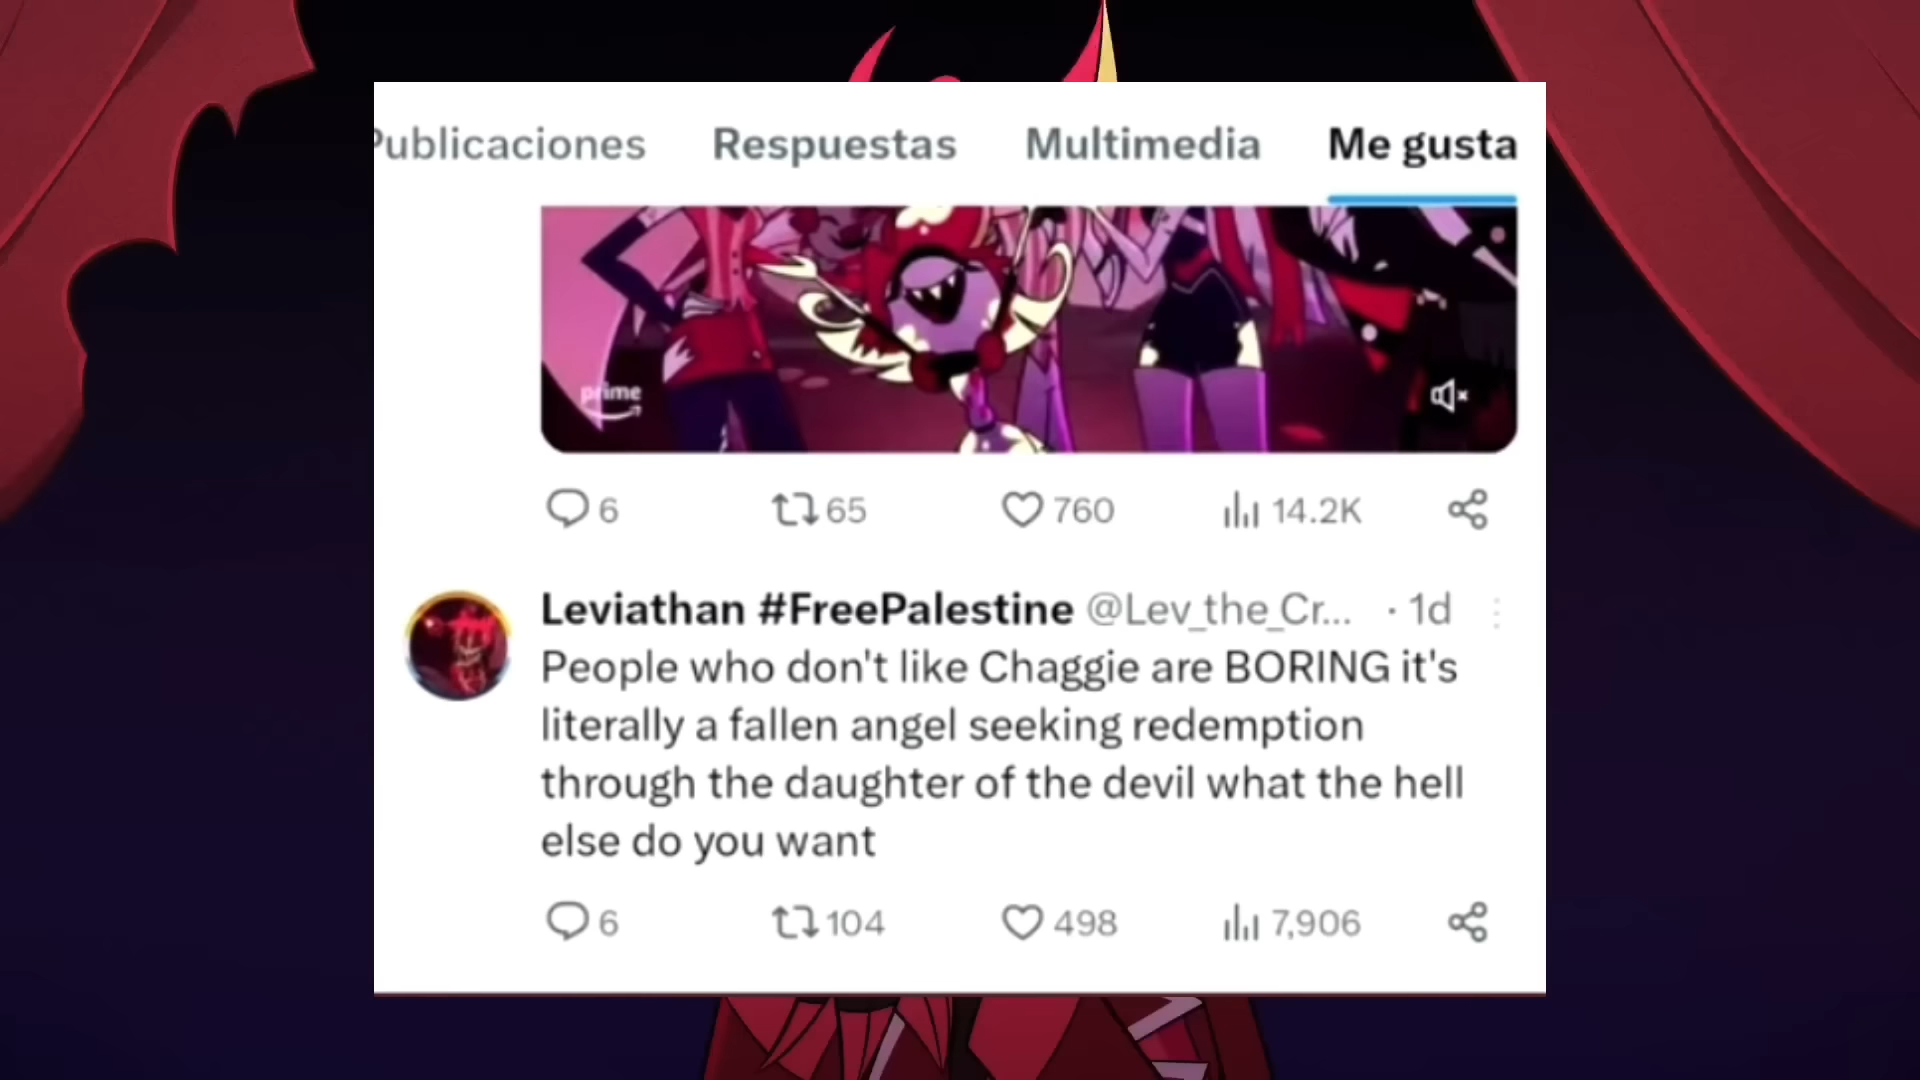 Publicaciones Respuestas Multimedia Me gusta
prime
6 65 760 14.2K
Leviathan #FreePalestine @Lev_the_Cr... · 1d
People who don't like Chaggie are BORING it's
literally a fallen angel seeking redemption
through the daughter of the devil what the hell
else do you want
6 104 498 7,906